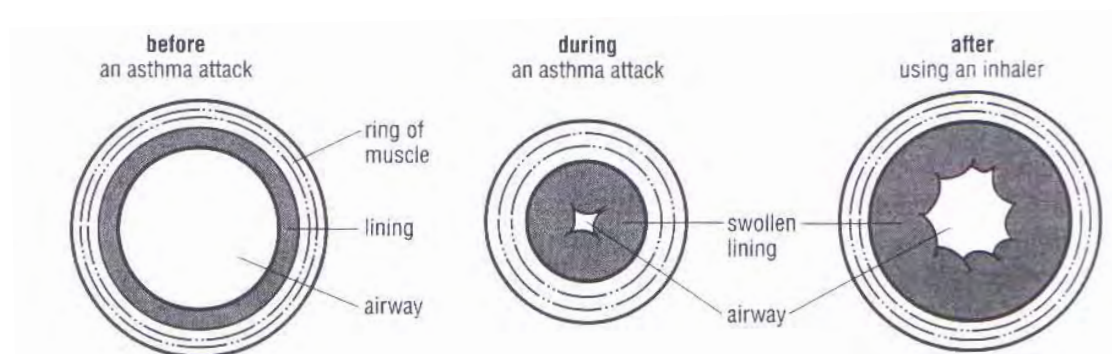 before
an asthma attack
during
an asthma attack
after
using an inhaler
ring of
muscle
lining
airway
swollen
lining
airway